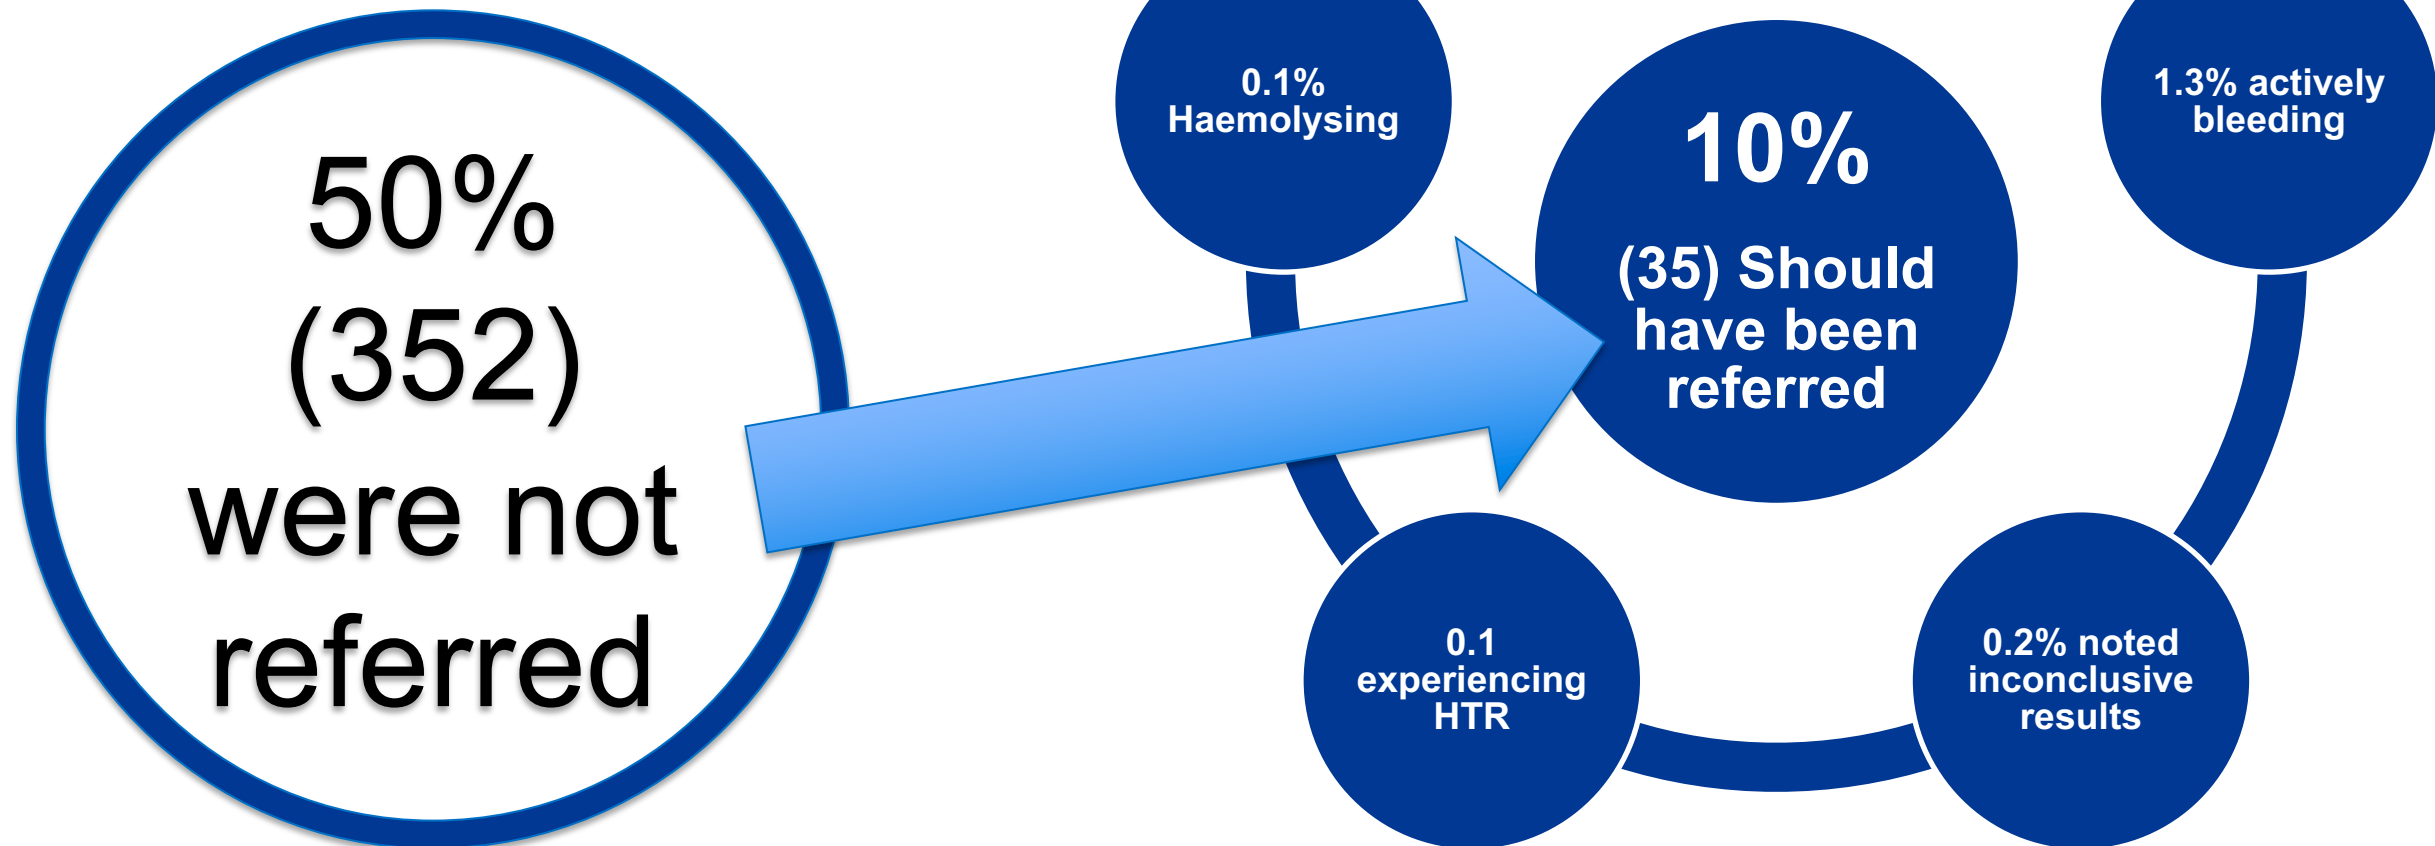 50%
(352)
were not
referred
0.1%
Haemolysing
10%
(35) Should
have been
referred
1.3% actively
bleeding
0.1
experiencing
HTR
0.2% noted
inconclusive
results